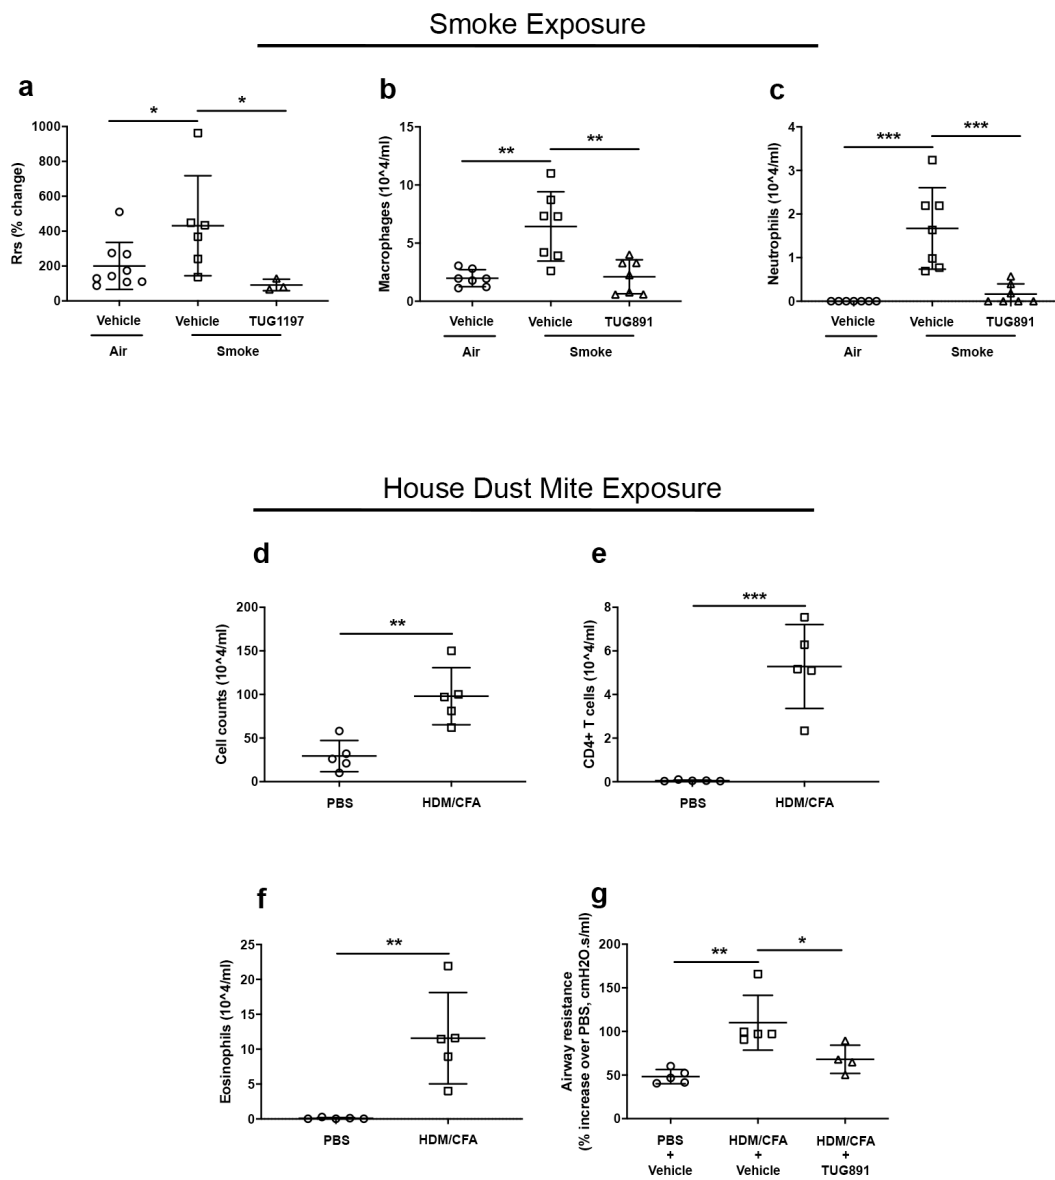 Smoke Exposure
a
b
c
* *
** **
*** ***
Rrs (% change)
1000
800
600
400
200
0
Vehicle Vehicle TUG1197
Air Smoke
Macrophages (10^4/ml)
15
10
5
0
Vehicle Vehicle TUG891
Air Smoke
Neutrophils (10^4/ml)
4
3
2
1
0
Vehicle Vehicle TUG891
Air Smoke
House Dust Mite Exposure
d
**
Cell counts (10^4/ml)
200
150
100
50
0
PBS HDM/CFA
e
***
CD4+ T cells (10^4/ml)
8
6
4
2
0
PBS HDM/CFA
f
**
Eosinophils (10^4/ml)
25
20
15
10
5
0
PBS HDM/CFA
g
** *
Airway resistance
(% increase over PBS, cmH2O.s/ml)
200
150
100
50
0
PBS HDM/CFA HDM/CFA
+ + +
Vehicle Vehicle TUG891